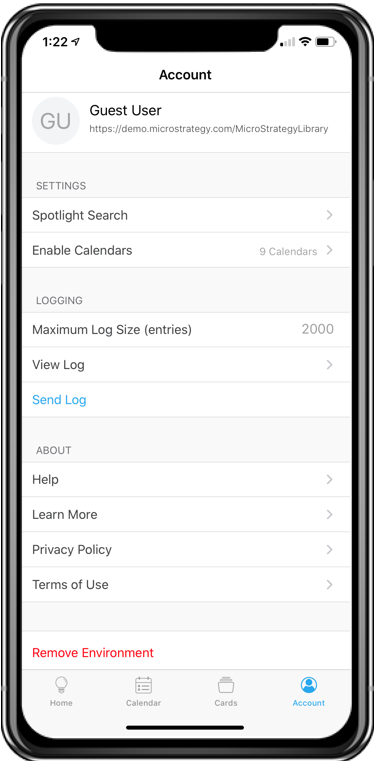 1:22
Account
GU
Guest User
https://demo.microstrategy.com/MicroStrategyLibrary
SETTINGS
Spotlight Search
Enable Calendars 9 Calendars
LOGGING
Maximum Log Size (entries) 2000
View Log
Send Log
ABOUT
Help
Learn More
Privacy Policy
Terms of Use
Remove Environment
Home Calendar Cards Account